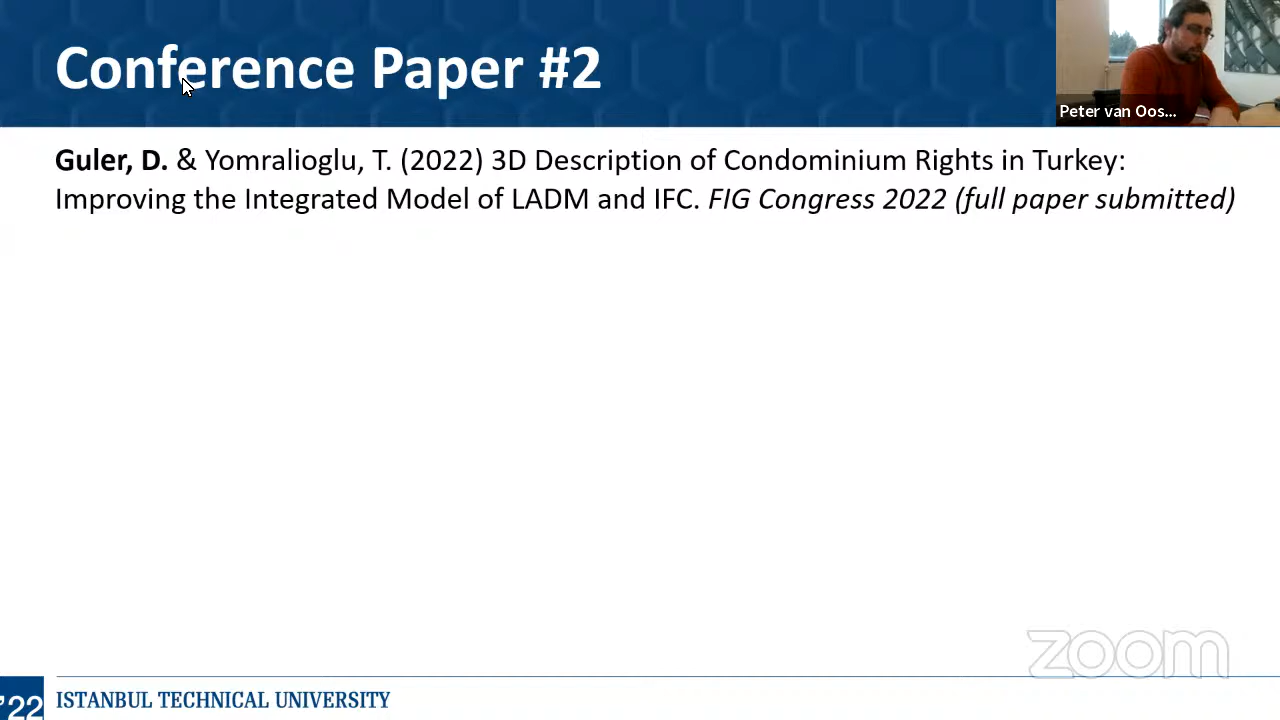 Conference Paper #2
Peter van Oos...
Guler, D. & Yomralioglu, T. (2022) 3D Description of Condominium Rights in Turkey:
Improving the Integrated Model of LADM and IFC. FIG Congress 2022 (full paper submitted)
zoom
'22
ISTANBUL TECHNICAL UNIVERSITY